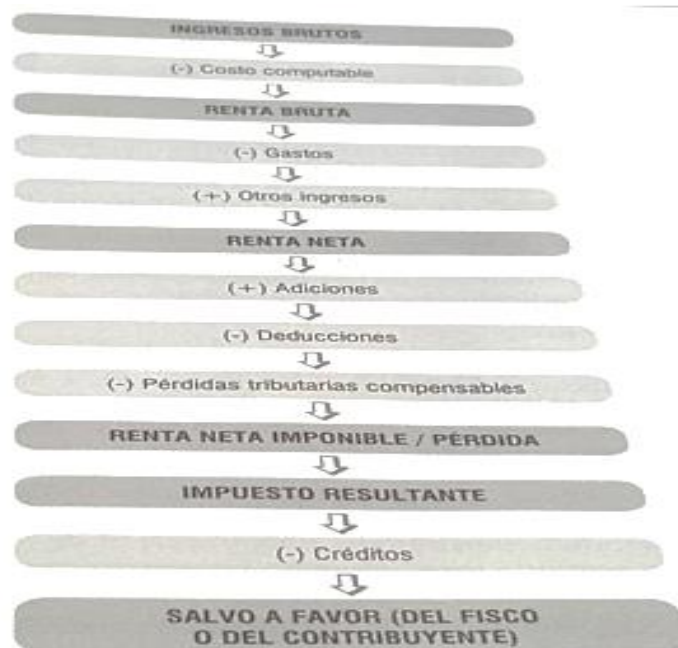 INGRESOS BRUTOS
(-) Costo computable
RENTA BRUTA
(-) Gastos
(+) Otros ingresos
RENTA NETA
(+) Adiciones
(-) Deducciones
(-) Pérdidas tributarias compensables
RENTA NETA IMPONIBLE / PÉRDIDA
IMPUESTO RESULTANTE
(-) Créditos
SALVO A FAVOR (DEL FISCO
O DEL CONTRIBUYENTE)